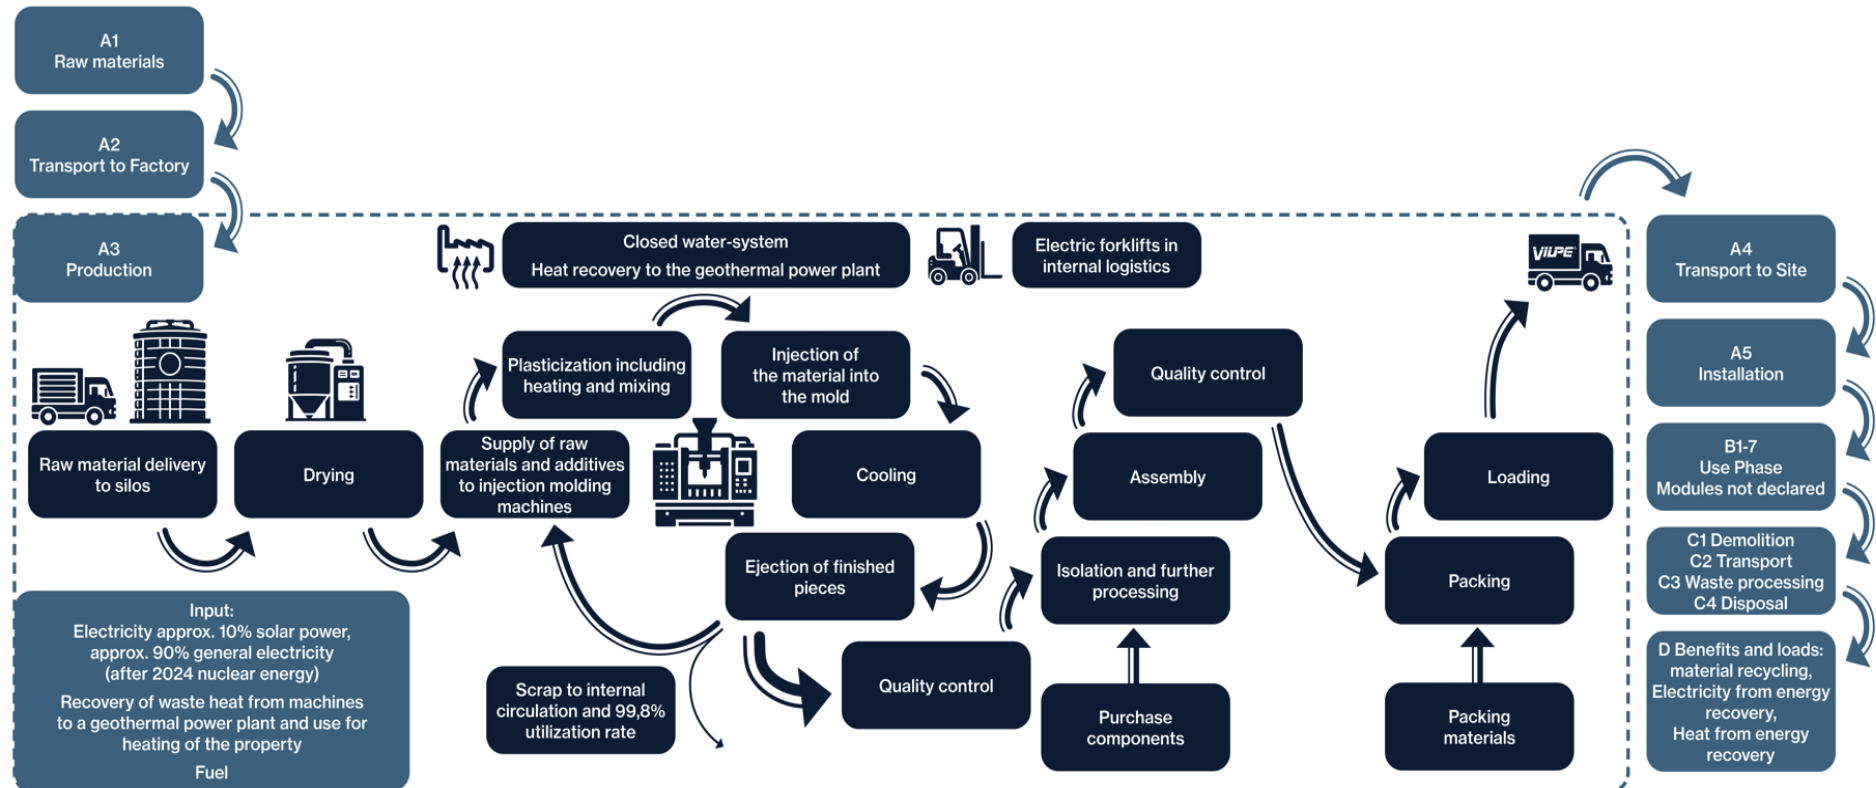 A1
Raw materials
A2
Transport to Factory
A3
Production
Closed water-system
Heat recovery to the geothermal power plant
Electric forklifts in
internal logistics
VILPE
Plasticization including
heating and mixing
Injection of
the material into
the mold
Quality control
Raw material delivery
to silos
Drying
Supply of raw
materials and additives
to injection molding
machines
Cooling
Assembly
Loading
Ejection of finished
pieces
Isolation and further
processing
Packing
Input:
Electricity approx. 10% solar power,
approx. 90% general electricity
(after 2024 nuclear energy)
Recovery of waste heat from machines
to a geothermal power plant and use for
heating of the property
Fuel
Scrap to internal
circulation and 99,8%
utilization rate
Quality control
Purchase
components
Packing
materials
A4
Transport to Site
A5
Installation
B1-7
Use Phase
Modules not declared
C1 Demolition
C2 Transport
C3 Waste processing
C4 Disposal
D Benefits and loads:
material recycling,
Electricity from energy
recovery,
Heat from energy
recovery